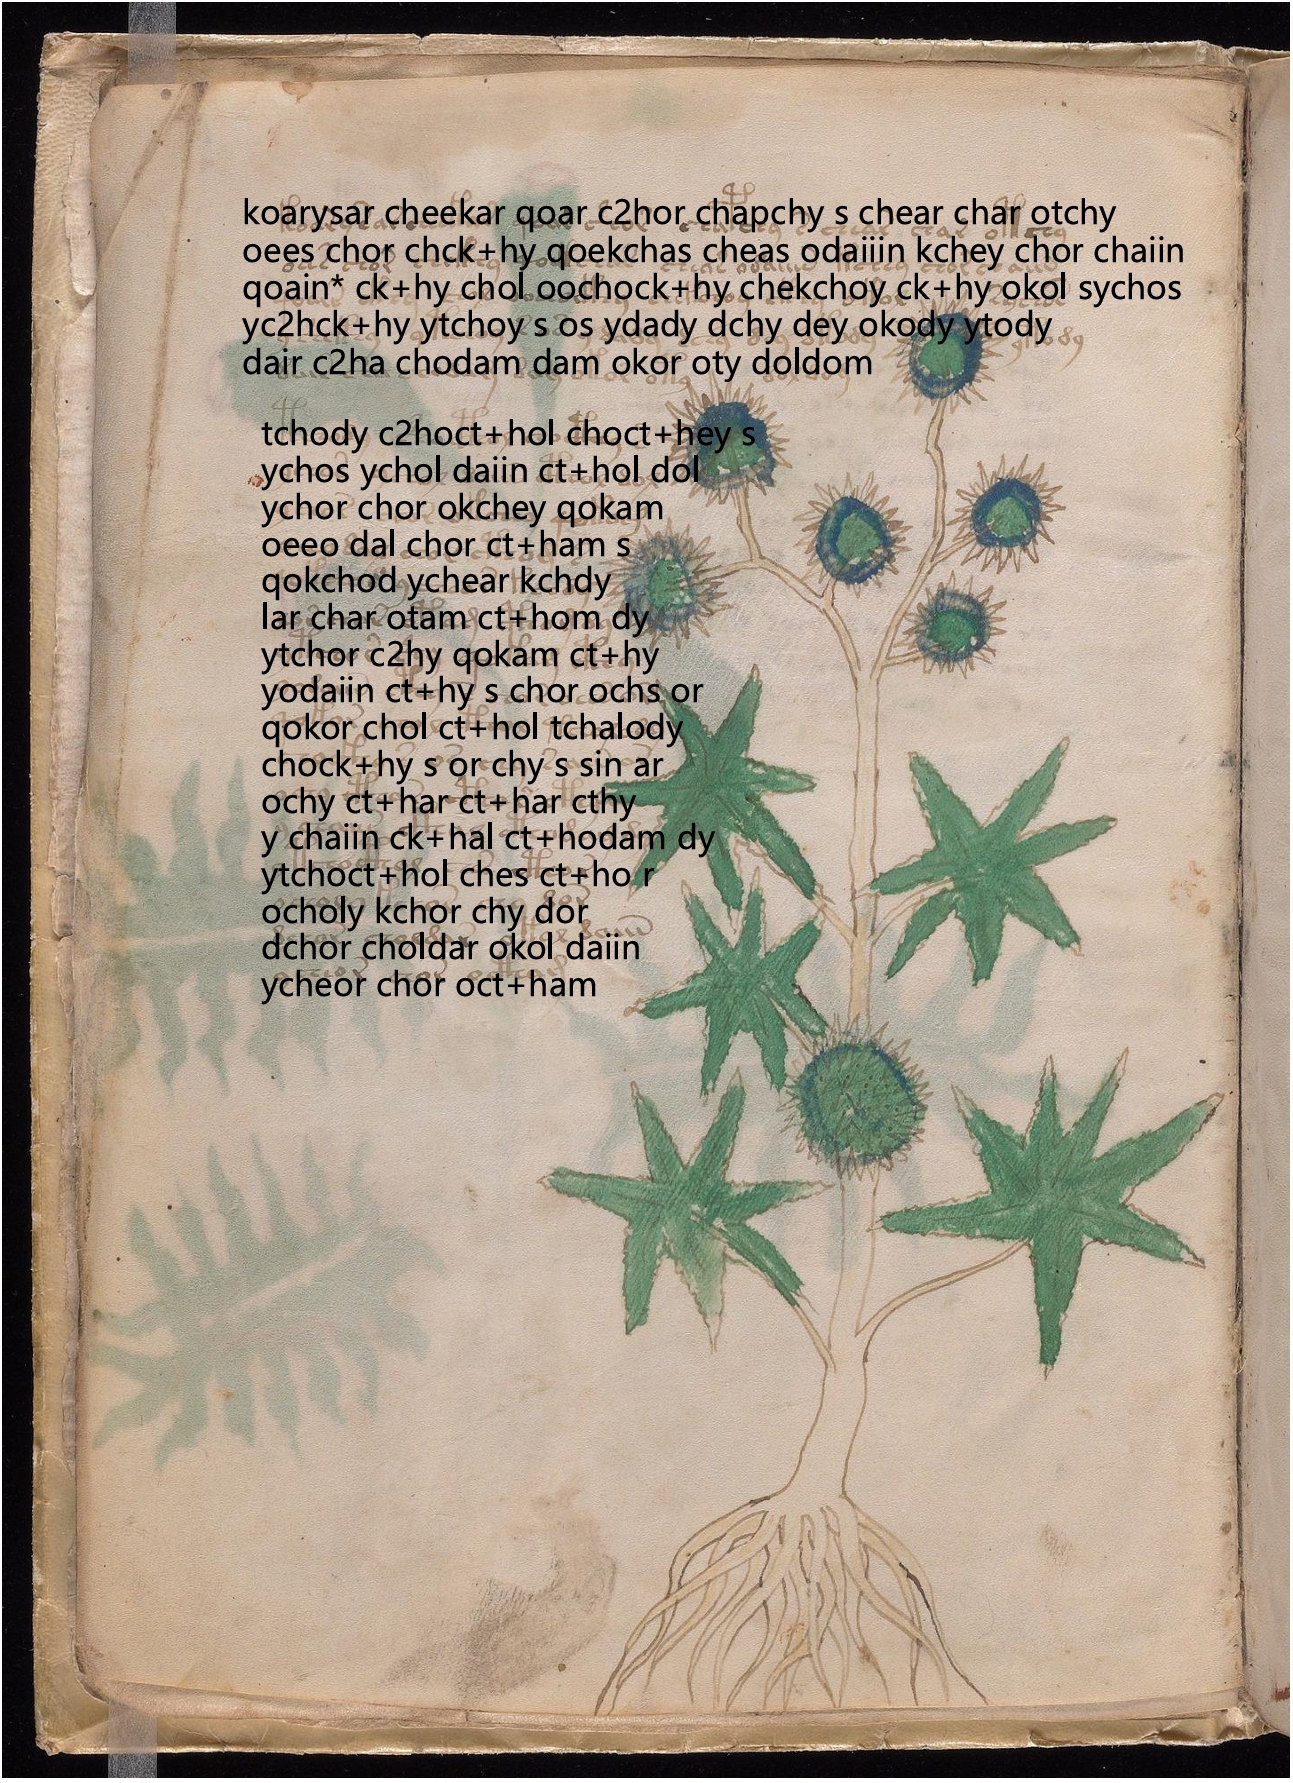 koarysar cheekar qoar c2hor chapchy s chear char otchy
oees chor chck+hy qoekchas cheas odaiiin kchey chor chaiin
qoain* ck+hy chol oochock+hy chekchoy ck+hy okol sychos
yc2hck+hy ytchoy s os ydady dchy dey okody ytody
dair c2ha chodam dam okor oty doldom
tchody c2hoct+hol choct+hey s
ychos ychol daiin ct+hol dol
ychor chor okchey qokam
oeeo dal chor ct+ham s
qokchod ychear kchdy
lar char otam ct+hom dy
ytchor c2hy qokam ct+hy
yodaiin ct+hy s chor ochs or
qokor chol ct+hol tchalody
chock+hy s or chy s sin ar
ochy ct+har ct+har cthy
y chaiin ck+hal ct+hodam dy
ytchoct+hol ches ct+ho r
ocholy kchor chy dor
dchor choldar okol daiin
ycheor chor oct+ham